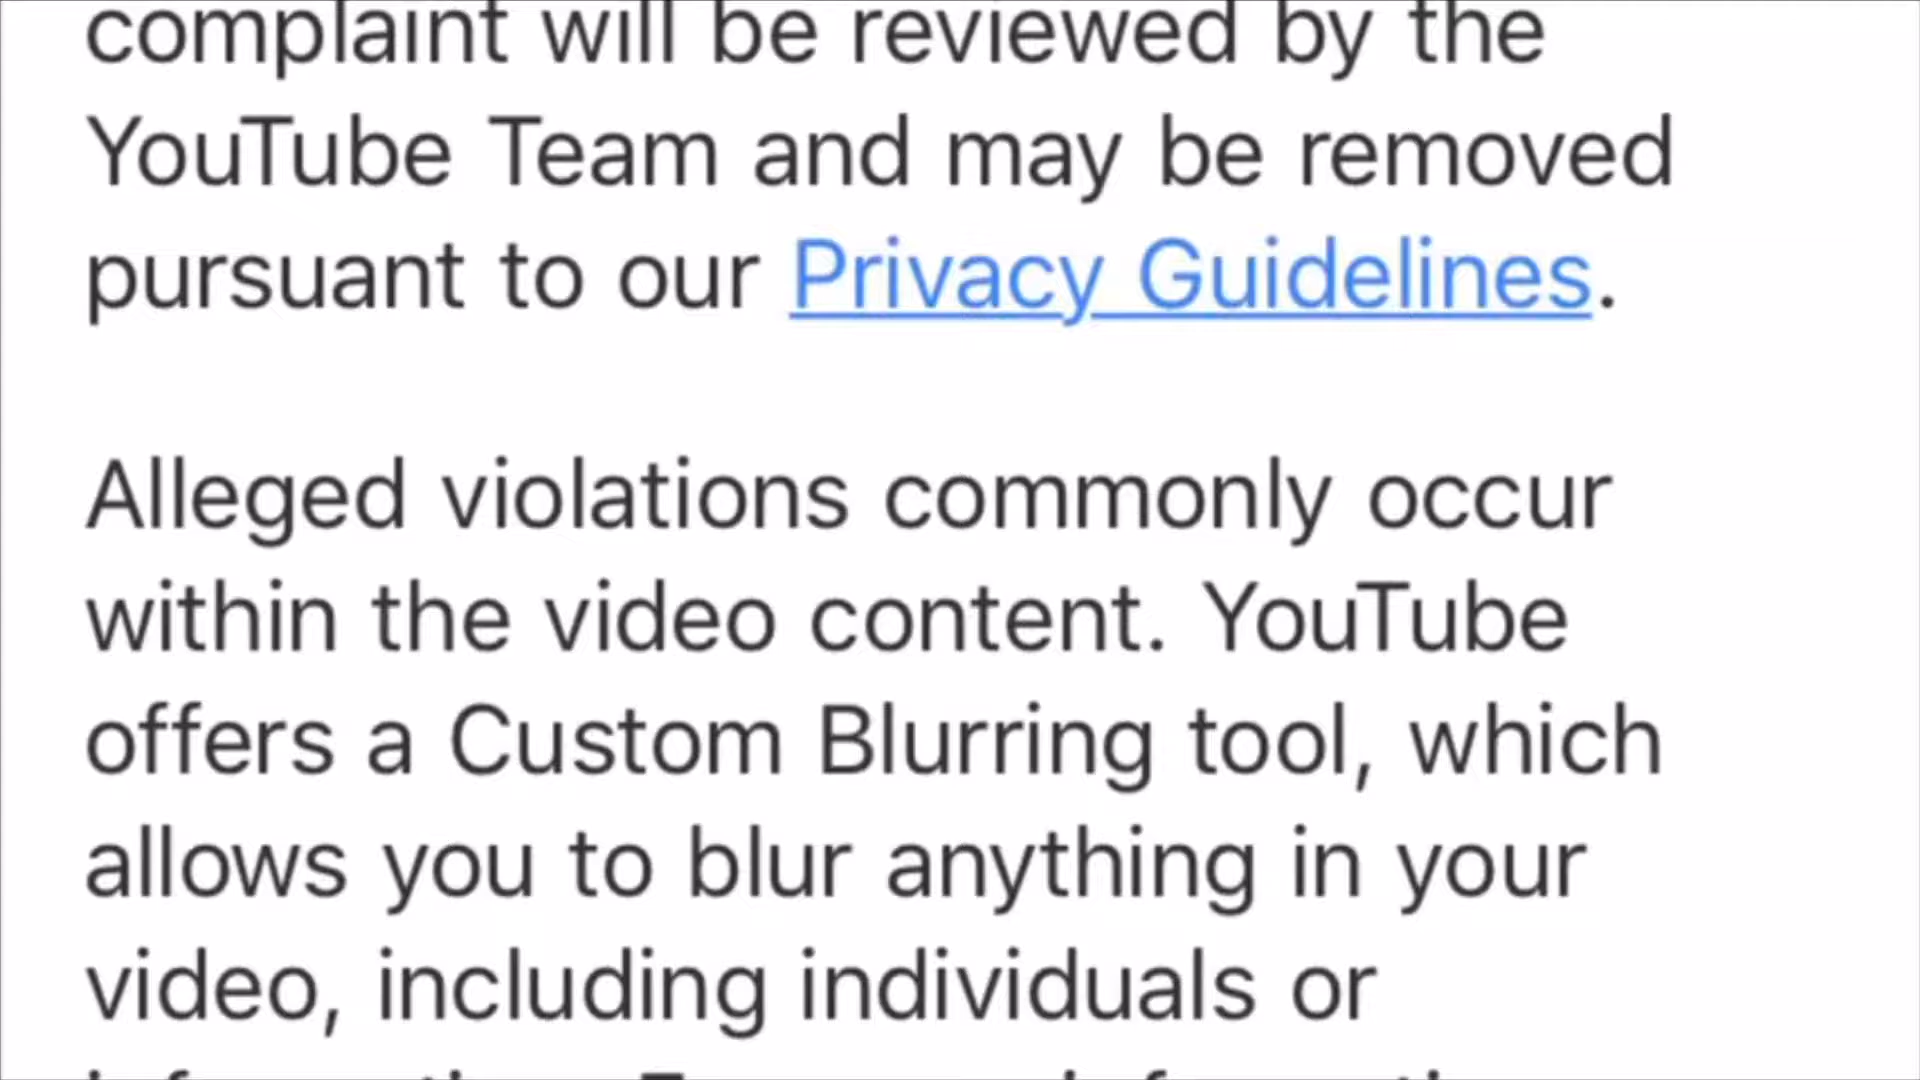 complaint will be reviewed by the
YouTube Team and may be removed
pursuant to our Privacy Guidelines.
Alleged violations commonly occur
within the video content. YouTube
offers a Custom Blurring tool, which
allows you to blur anything in your
video, including individuals or